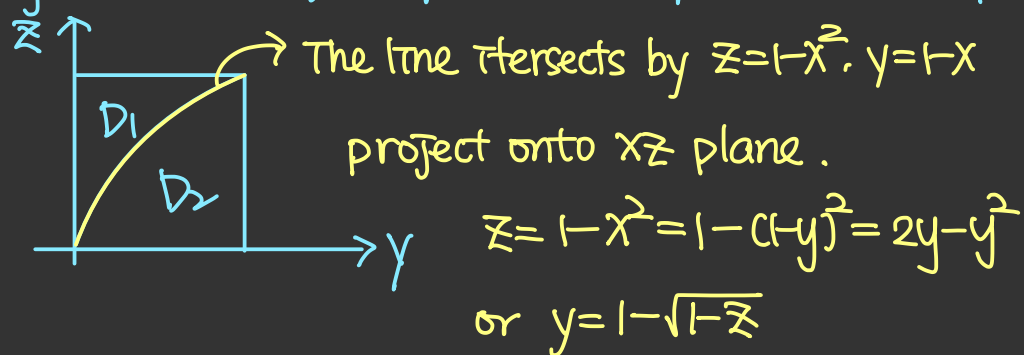 z
The line itersects by z=1-x². y=1-x
D1
project onto xz plane.
D2
z=1-x²=1-(1-y)²=2y-y²
y
or y=1-√1-z